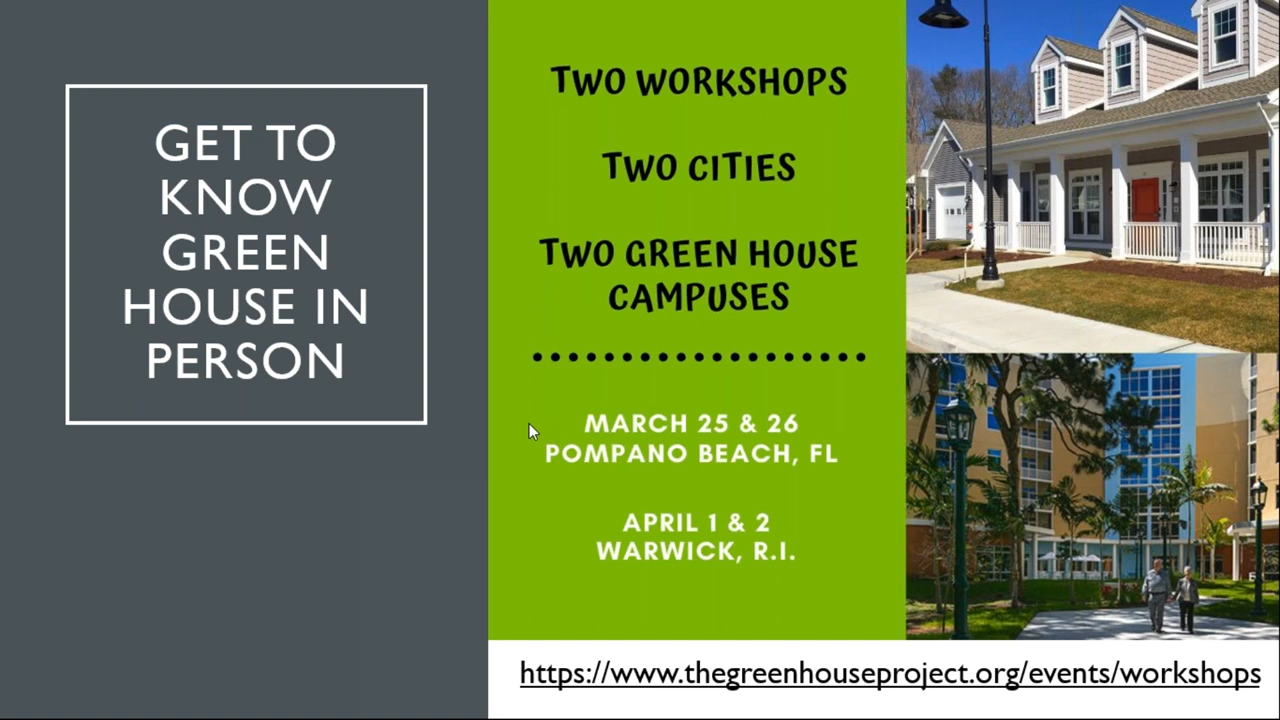 GET TO
KNOW
GREEN
HOUSE IN
PERSON
TWO WORKSHOPS
TWO CITIES
TWO GREEN HOUSE
CAMPUSES
MARCH 25 & 26
POMPANO BEACH, FL
APRIL 1 & 2
WARWICK, R.I.
https://www.thegreenhouseproject.org/events/workshops